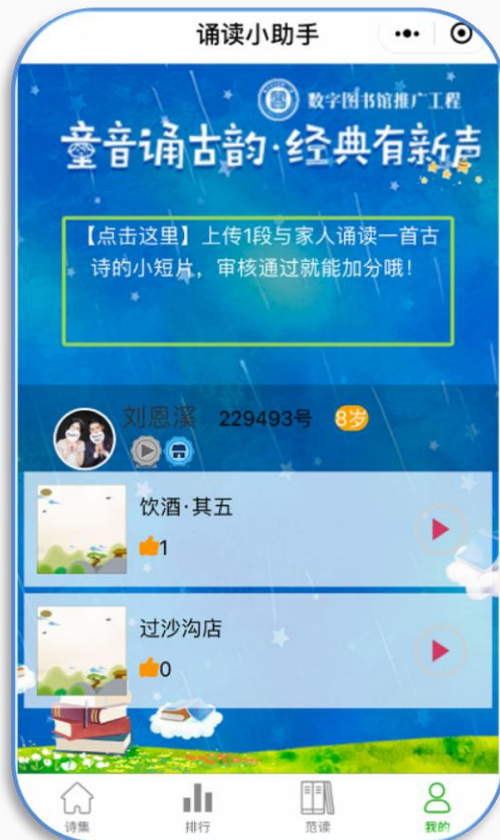 诵读小助手
数字图书馆推广工程
童音诵古韵·经典有新声
【点击这里】上传1段与家人诵读一首古
诗的小短片，审核通过就能加分哦！
刘恩溪 229493号 8岁
饮酒·其五
1
过沙沟店
0
诗集 排行 范读 我的